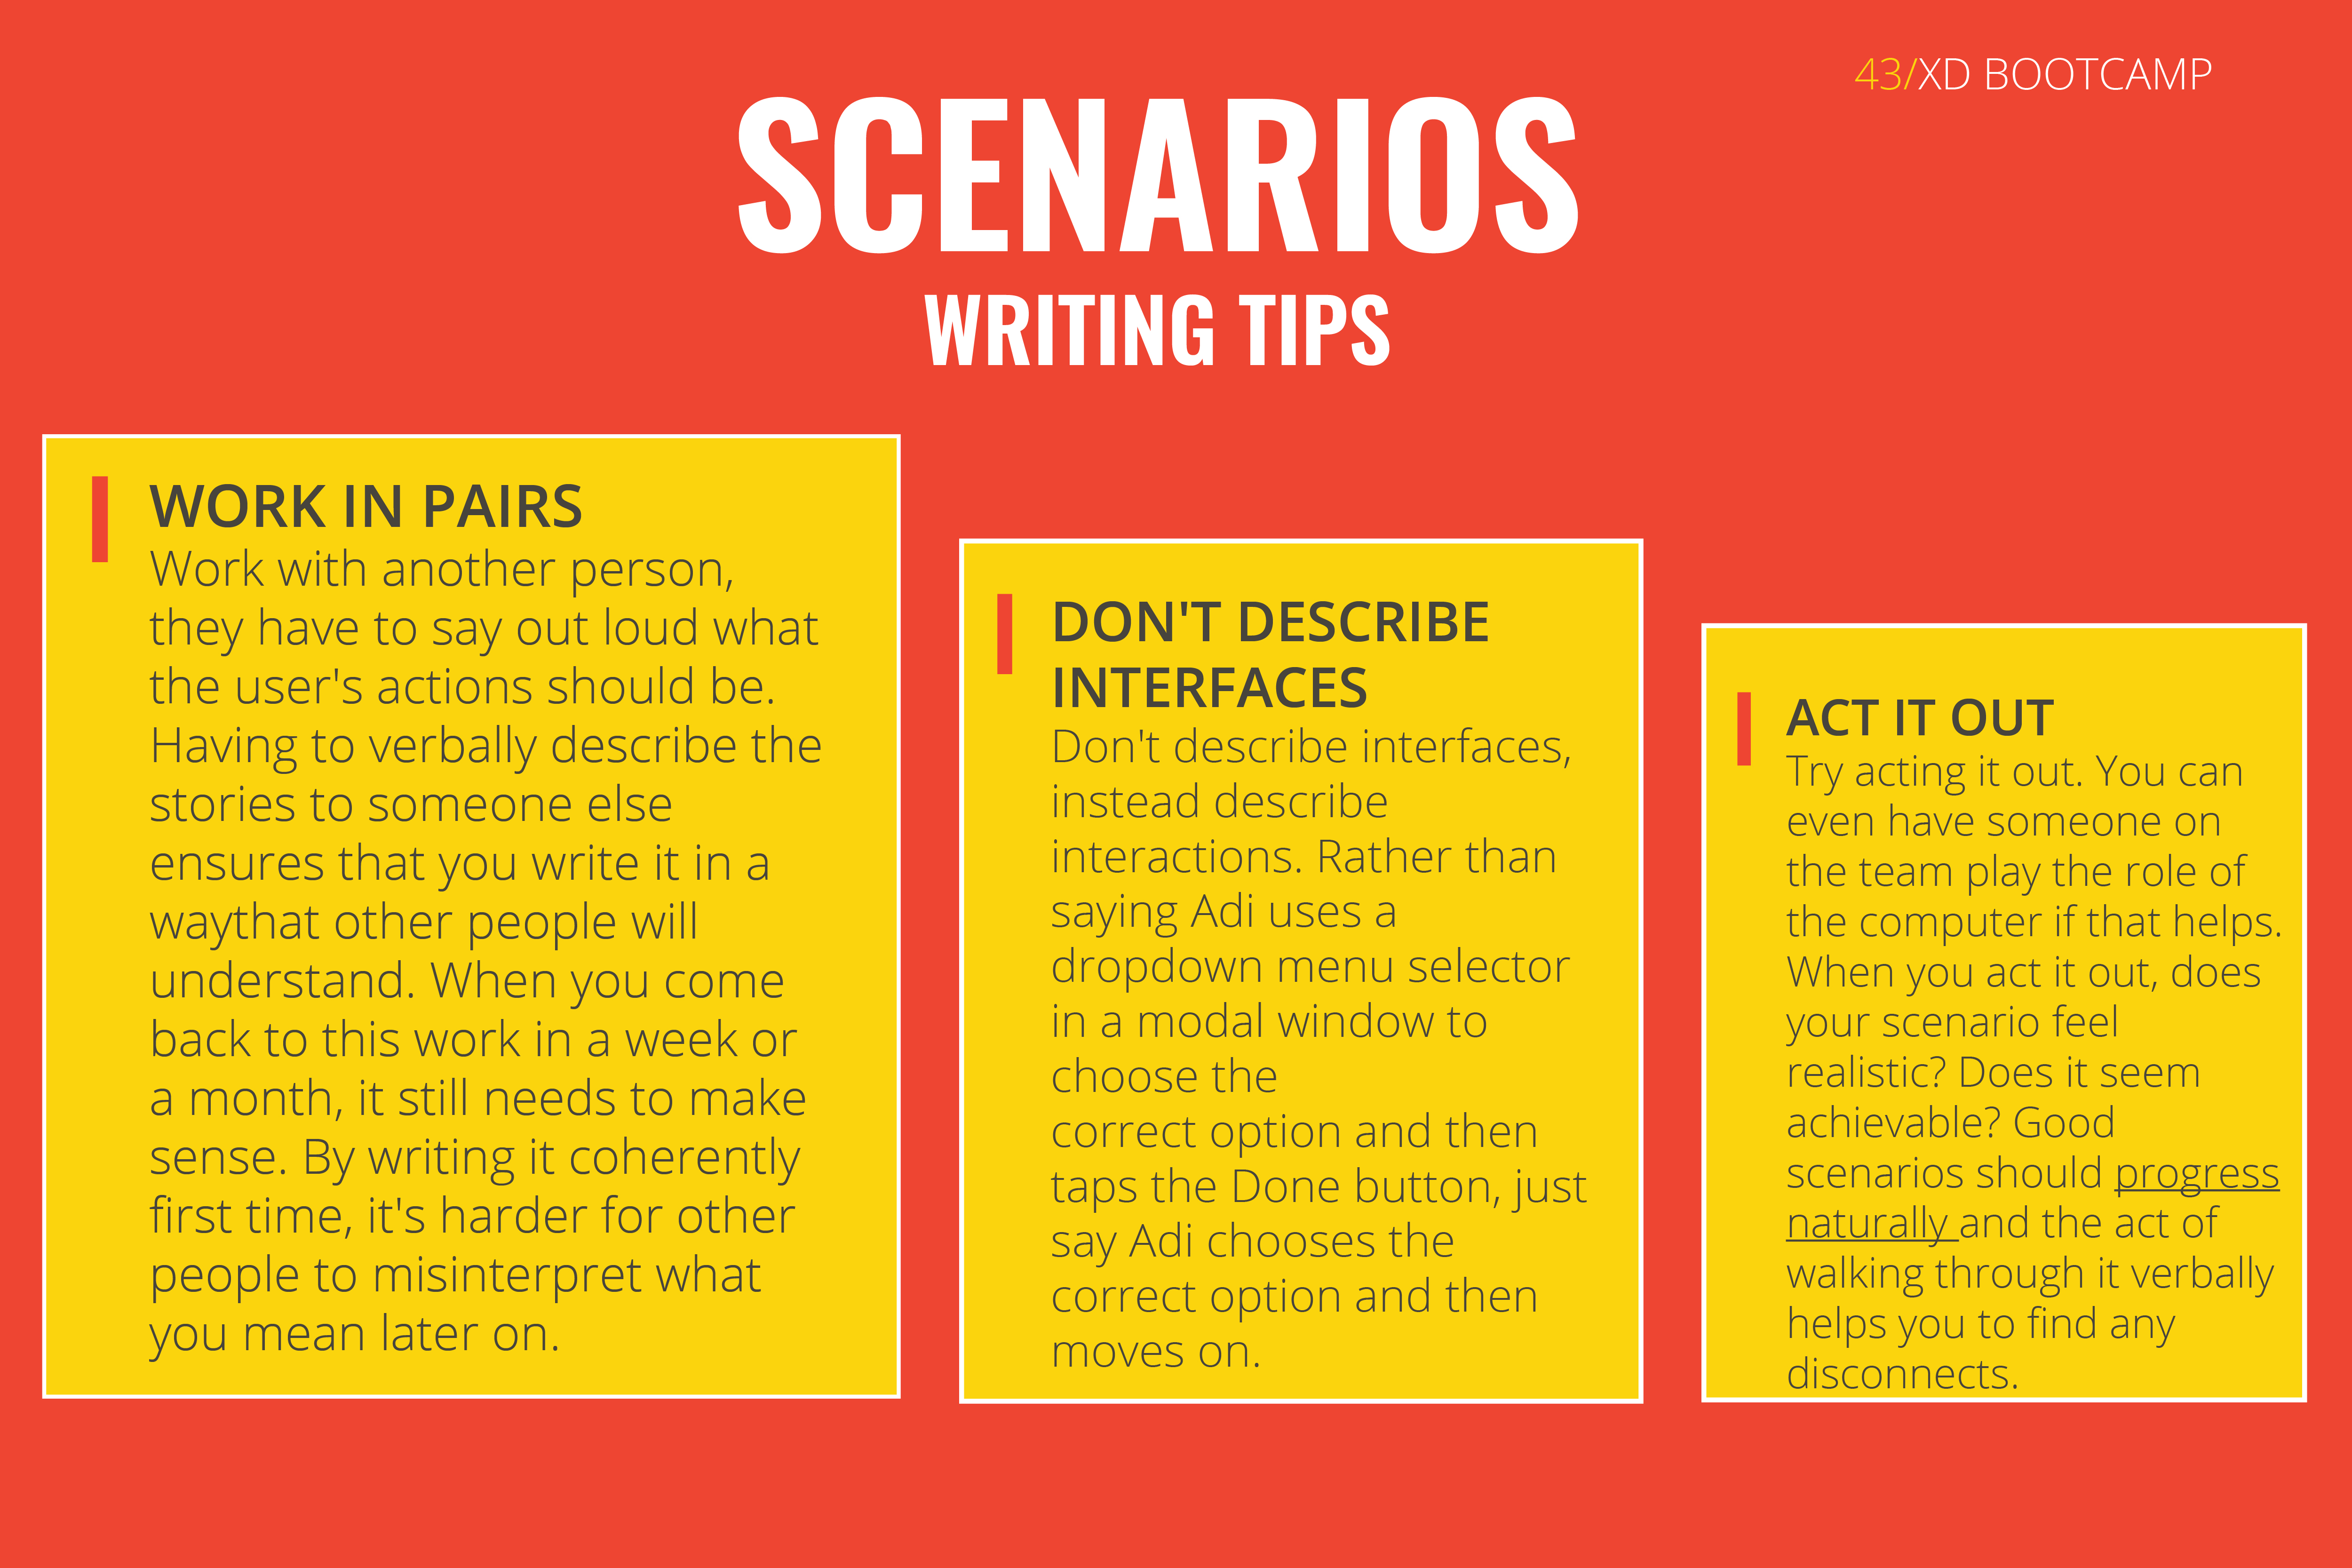 43/XD BOOTCAMP
SCENARIOS
WRITING TIPS
WORK IN PAIRS
Work with another person,
they have to say out loud what
the user's actions should be.
Having to verbally describe the
stories to someone else
ensures that you write it in a
waythat other people will
understand. When you come
back to this work in a week or
a month, it still needs to make
sense. By writing it coherently
first time, it's harder for other
people to misinterpret what
you mean later on.
DON'T DESCRIBE
INTERFACES
Don't describe interfaces,
instead describe
interactions. Rather than
saying Adi uses a
dropdown menu selector
in a modal window to
choose the
correct option and then
taps the Done button, just
say Adi chooses the
correct option and then
moves on.
ACT IT OUT
Try acting it out. You can
even have someone on
the team play the role of
the computer if that helps.
When you act it out, does
your scenario feel
realistic? Does it seem
achievable? Good
scenarios should progress
naturally and the act of
walking through it verbally
helps you to find any
disconnects.